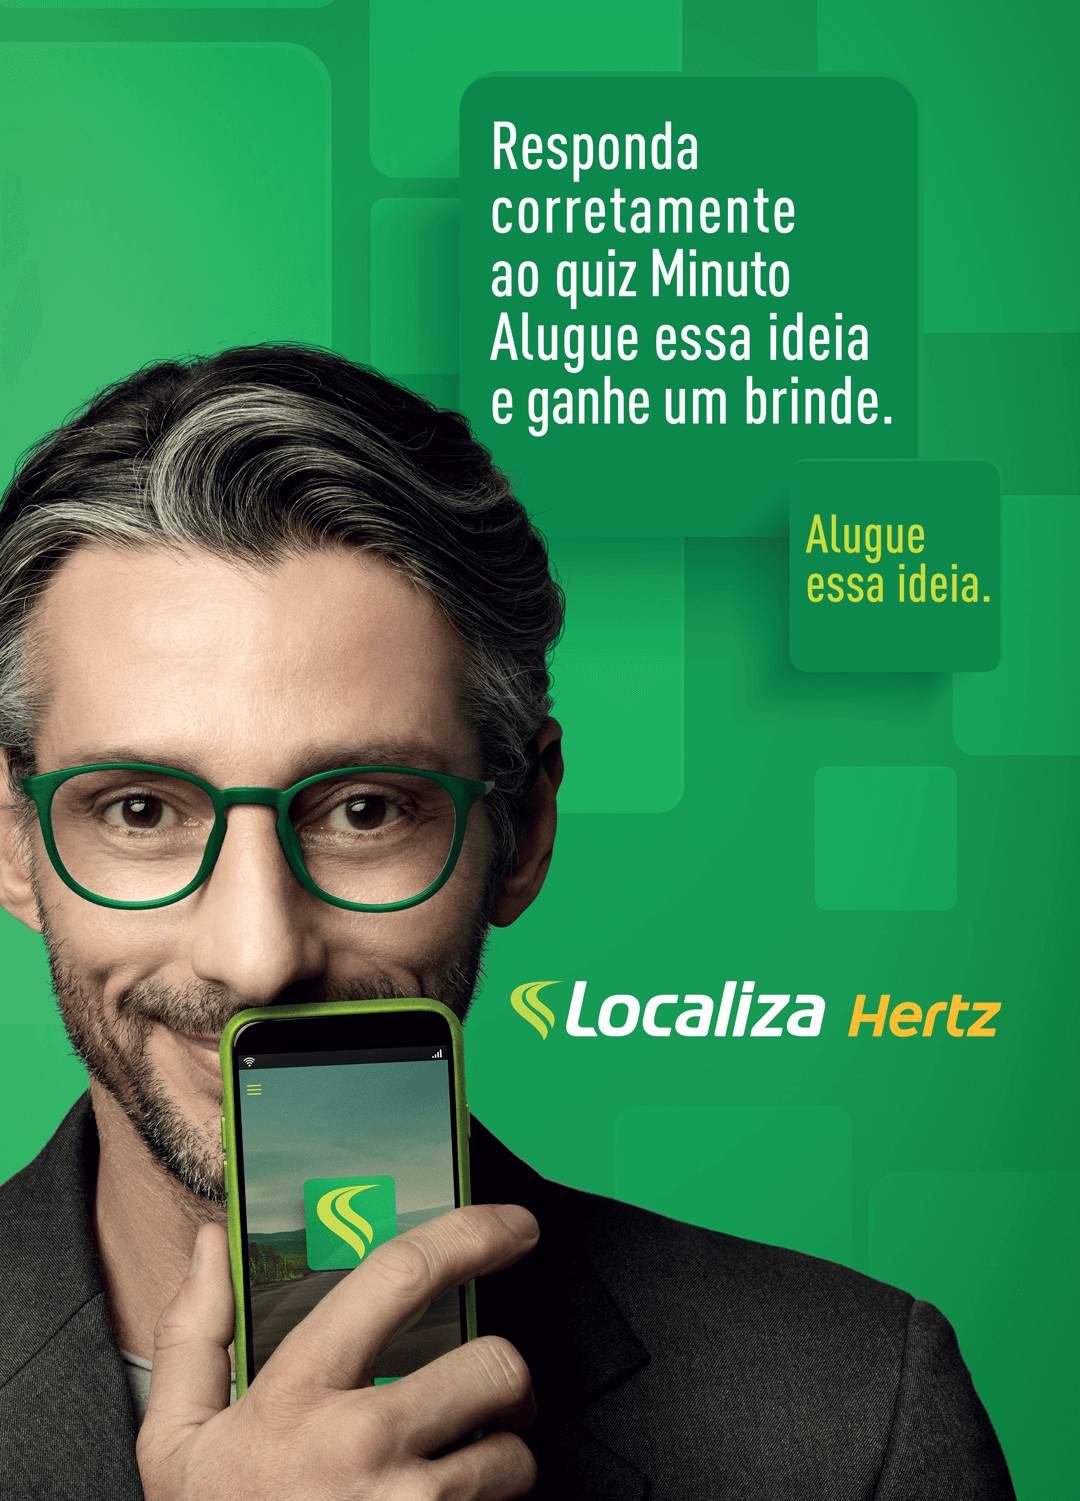 Responda
corretamente
ao quiz Minuto
Alugue essa ideia
e ganhe um brinde.
Alugue
essa ideia.
Localiza Hertz